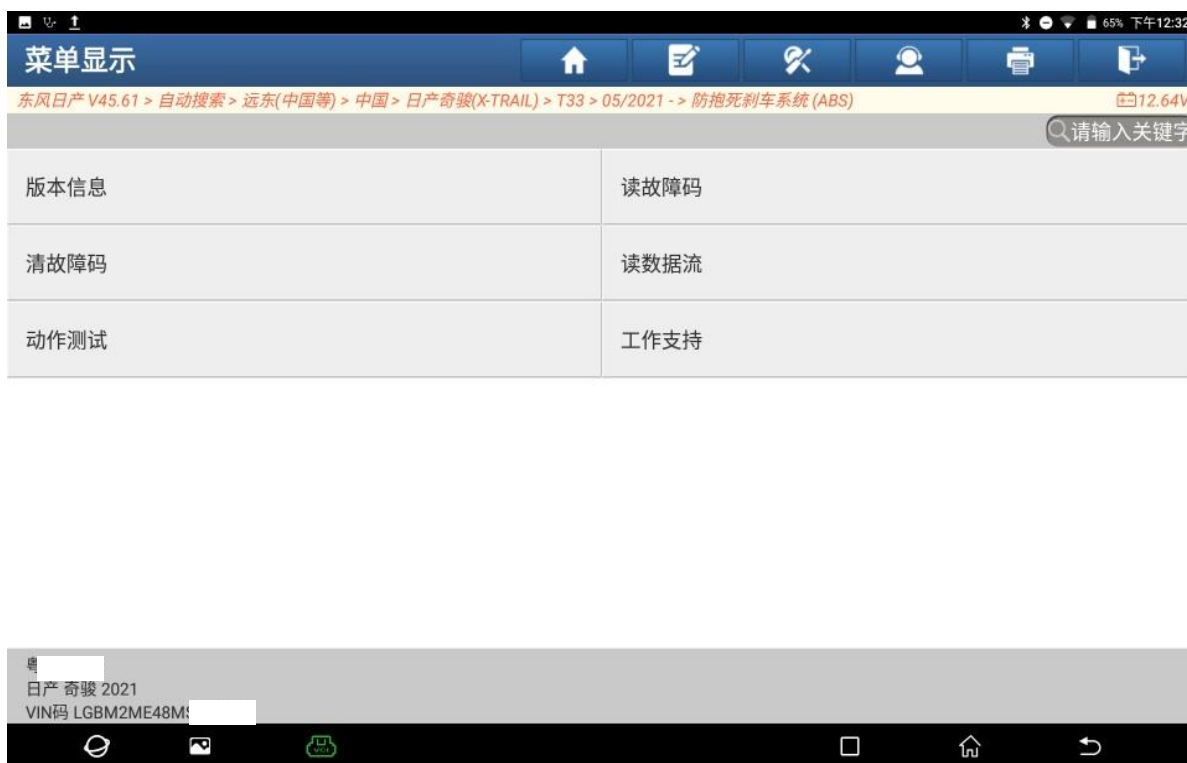 65% 下午12:32
菜单显示
东风日产 V45.61 > 自动搜索 > 远东(中国等) > 中国 > 日产奇骏(X-TRAIL) > T33 > 05/2021 - > 防抱死刹车系统 (ABS) 12.64V
请输入关键字
版本信息 读故障码
清故障码 读数据流
动作测试 工作支持
粤
日产 奇骏 2021
VIN码 LGBM2ME48MS
VCI